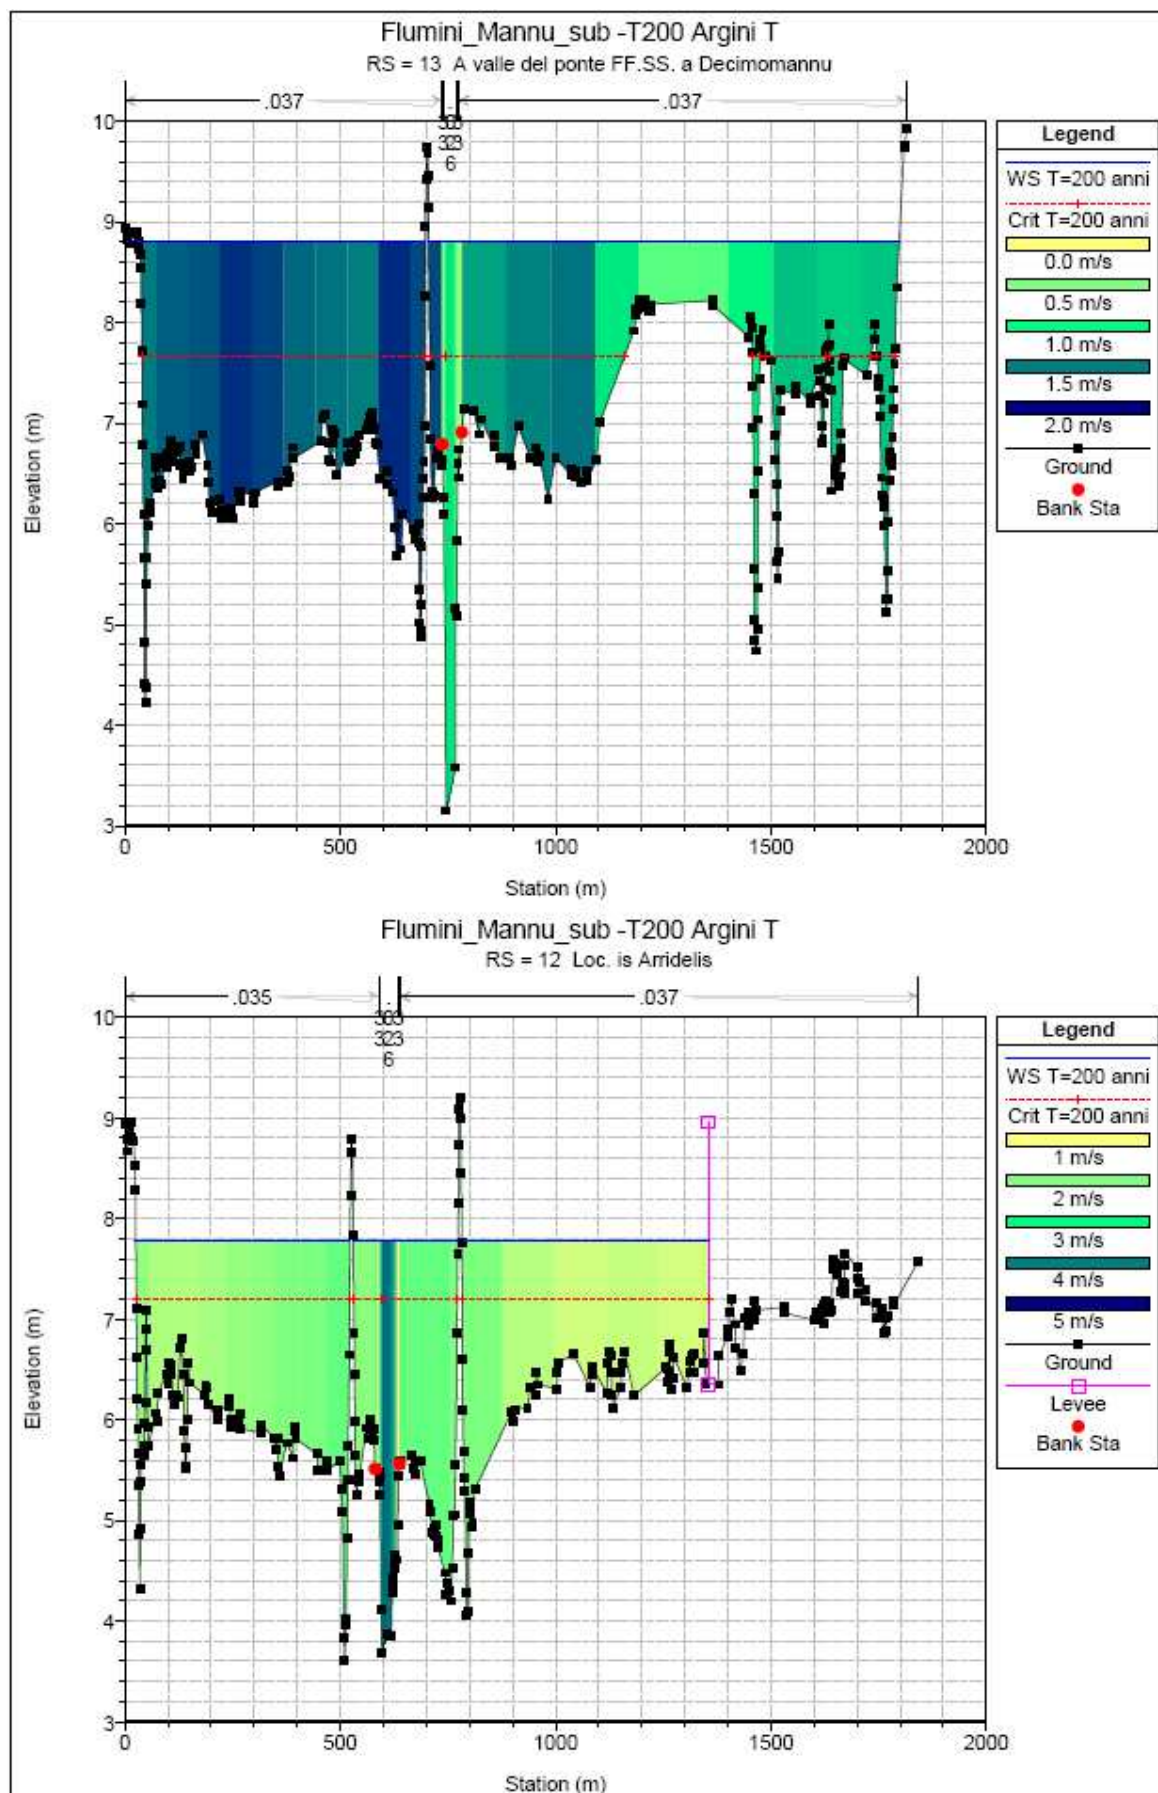 Flumini_Mannu_sub -T200 Argini T
RS = 13 A valle del ponte FF.SS. a Decimomannu
.037
.
.037
Elevation (m)
10
9
8
7
6
5
4
3
0
500
1000
1500
2000
Station (m)
Legend
WS T=200 anni
Crit T=200 anni
0.0 m/s
0.5 m/s
1.0 m/s
1.5 m/s
2.0 m/s
Ground
Bank Sta
Flumini_Mannu_sub -T200 Argini T
RS = 12 Loc. is Arridelis
.035
.
.037
Elevation (m)
10
9
8
7
6
5
4
3
0
500
1000
1500
2000
Station (m)
Legend
WS T=200 anni
Crit T=200 anni
1 m/s
2 m/s
3 m/s
4 m/s
5 m/s
Ground
Levee
Bank Sta